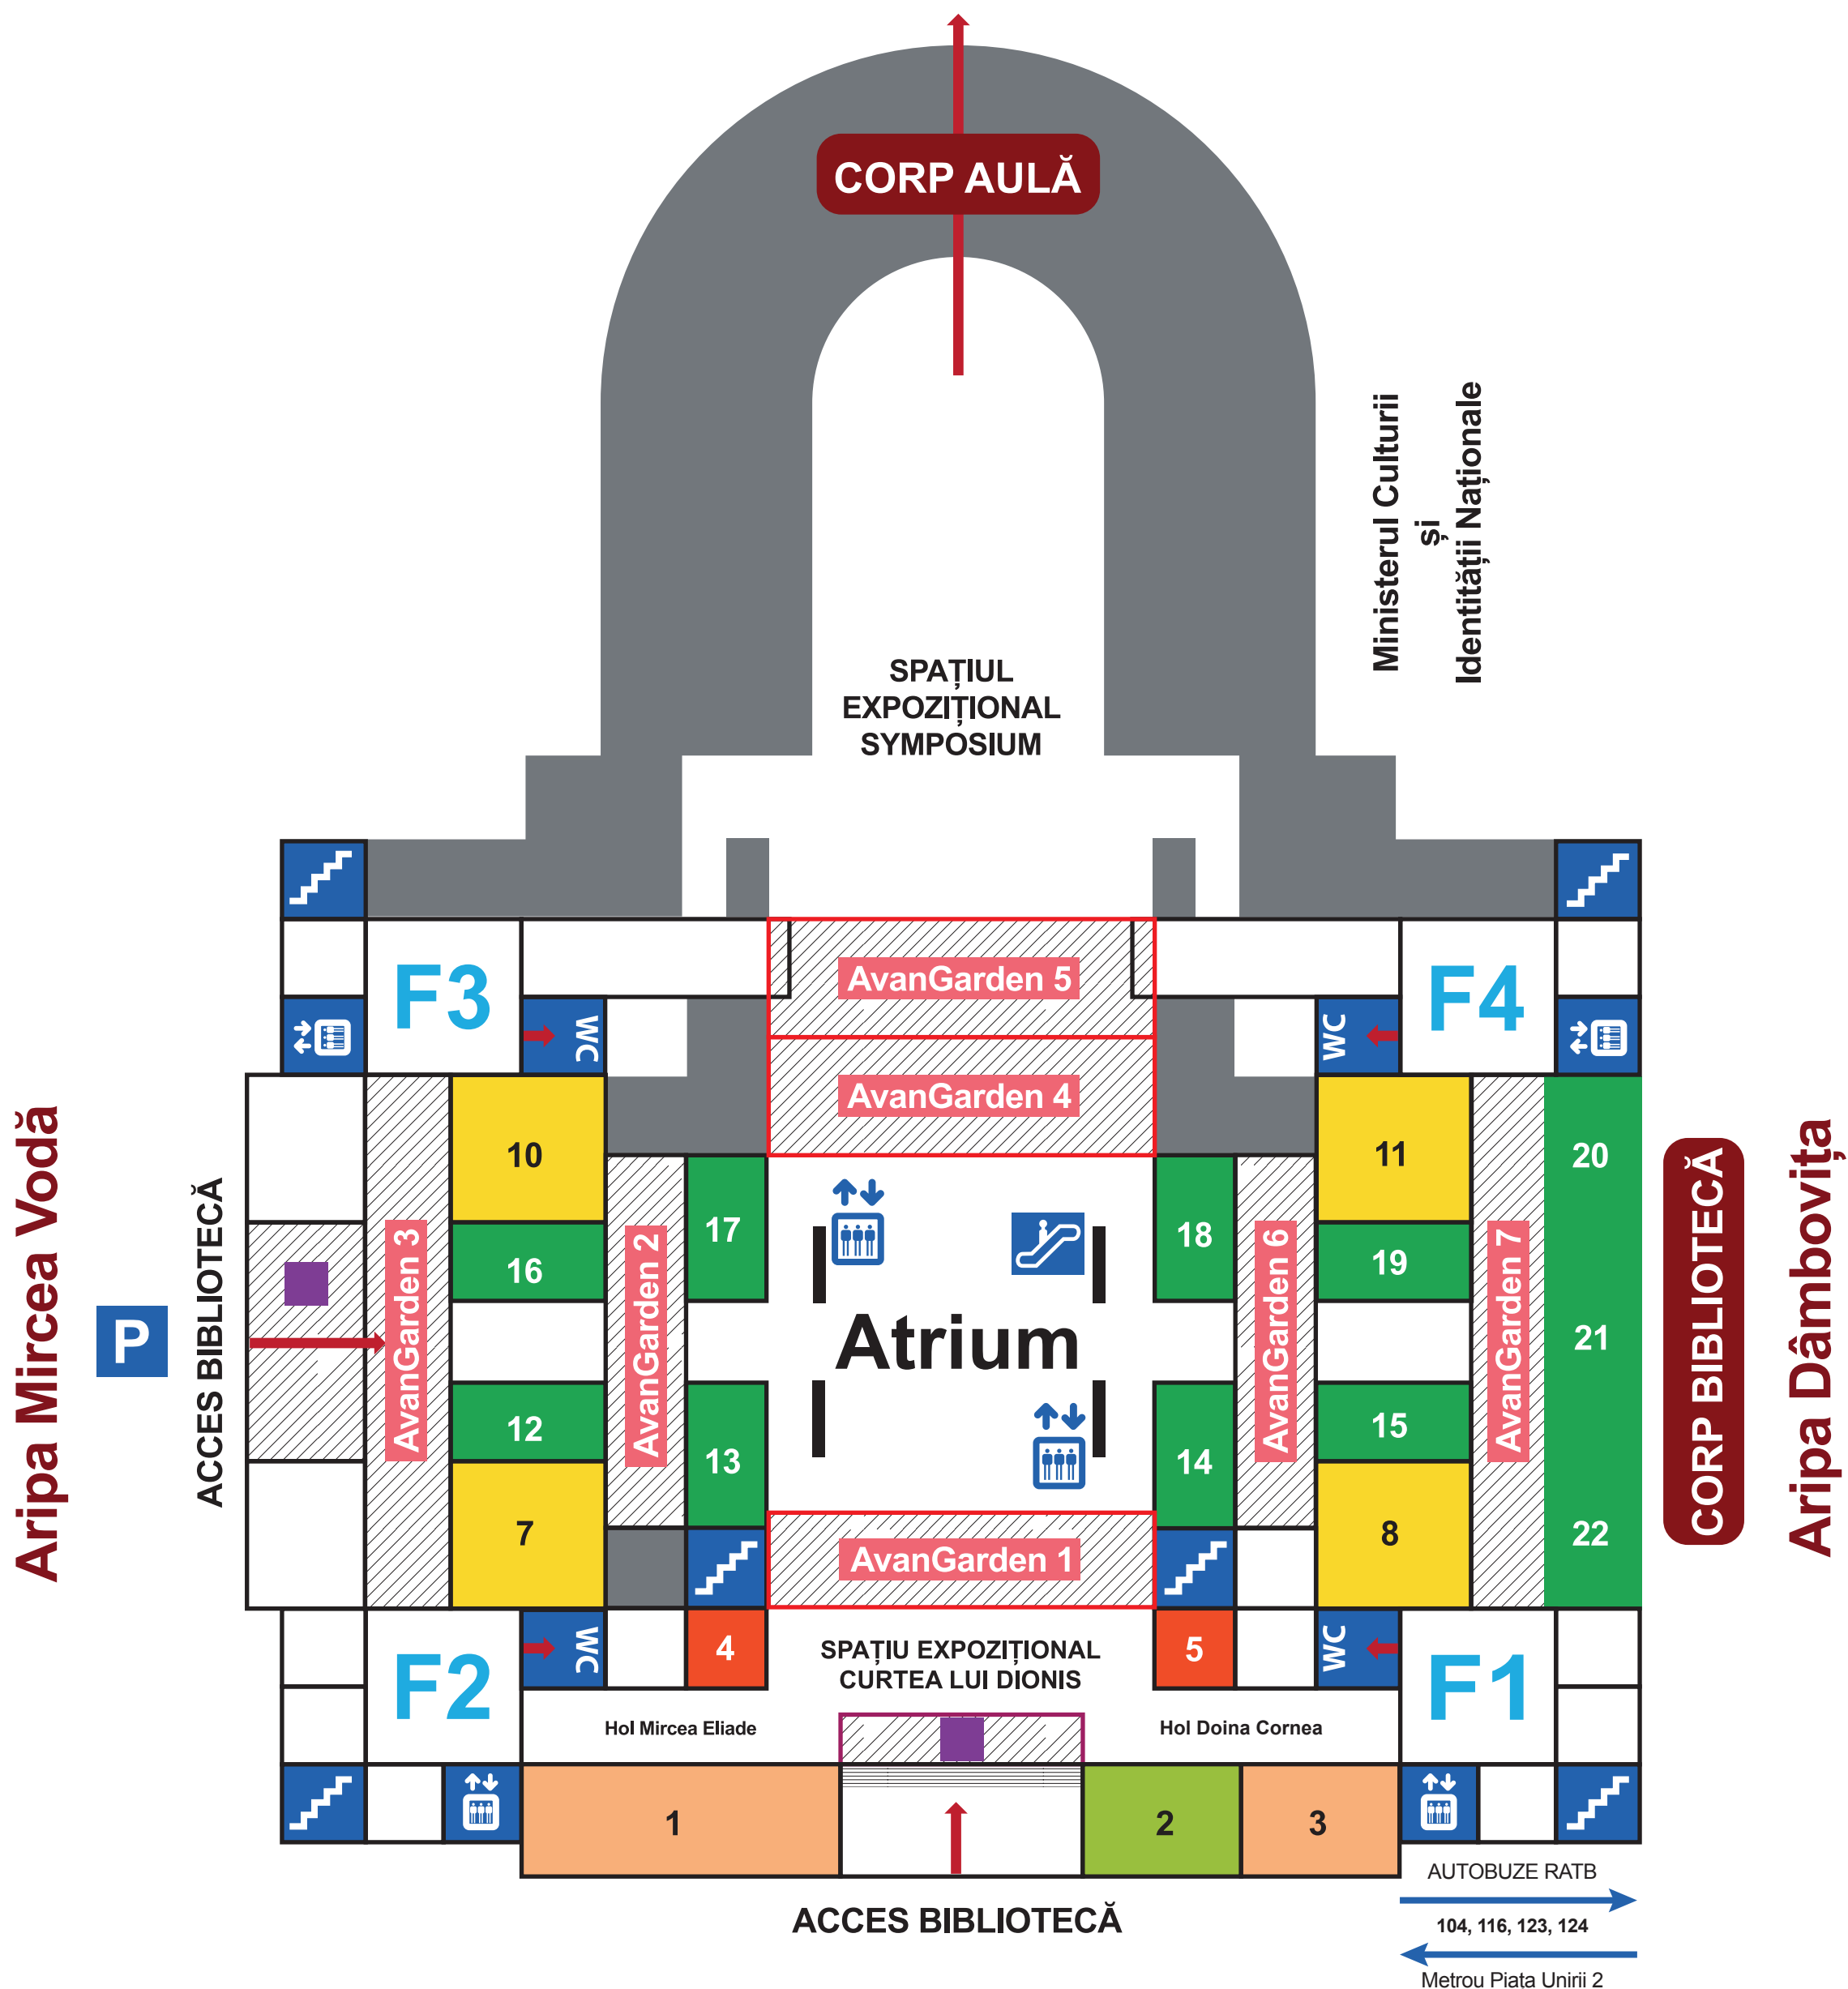 CORP AULĂ
Ministerul Culturii
și
Identității Naționale
SPAȚIUL
EXPOZIȚIONAL
SYMPOSIUM
F3
AvanGarden 5
F4
WC
WC
AvanGarden 4
Aripa Mircea Vodă
P
ACCES BIBLIOTECĂ
AvanGarden 3
10
16
12
7
AvanGarden 2
17
13
Atrium
18
14
AvanGarden 6
11
19
15
8
AvanGarden 7
20
21
22
CORP BIBLIOTECĂ
Aripa Dâmbovița
AvanGarden 1
F2
WC
4
SPAȚIU EXPOZIȚIONAL
CURTEA LUI DIONIS
5
WC
F1
Hol Mircea Eliade
Hol Doina Cornea
1
2
3
ACCES BIBLIOTECĂ
AUTOBUZE RATB
104, 116, 123, 124
Metrou Piața Unirii 2